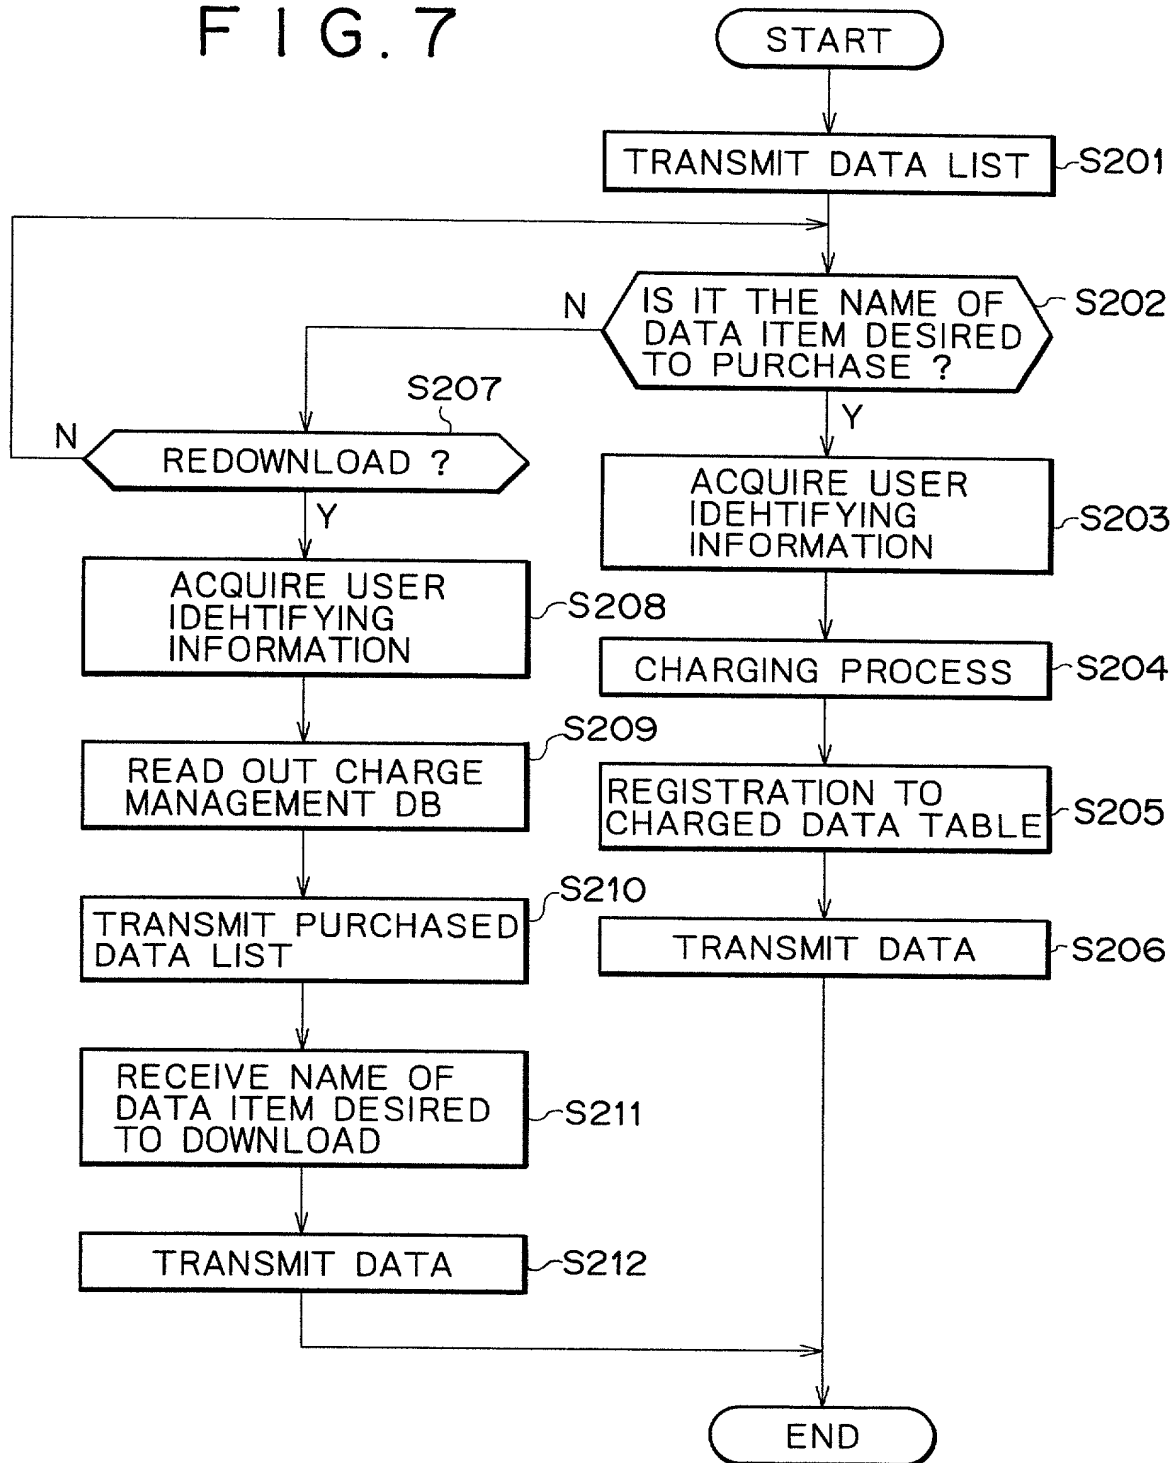 FIG. 7
START
TRANSMIT DATA LIST
S201
IS IT THE NAME OF
DATA ITEM DESIRED
TO PURCHASE ?
S202
N
Y
S207
REDOWNLOAD ?
N
Y
ACQUIRE USER
IDEHTIFYING
INFORMATION
S203
ACQUIRE USER
IDEHTIFYING
INFORMATION
S208
CHARGING PROCESS
S204
READ OUT CHARGE
MANAGEMENT DB
S209
REGISTRATION TO
CHARGED DATA TABLE
S205
TRANSMIT PURCHASED
DATA LIST
S210
TRANSMIT DATA
S206
RECEIVE NAME OF
DATA ITEM DESIRED
TO DOWNLOAD
S211
TRANSMIT DATA
S212
END